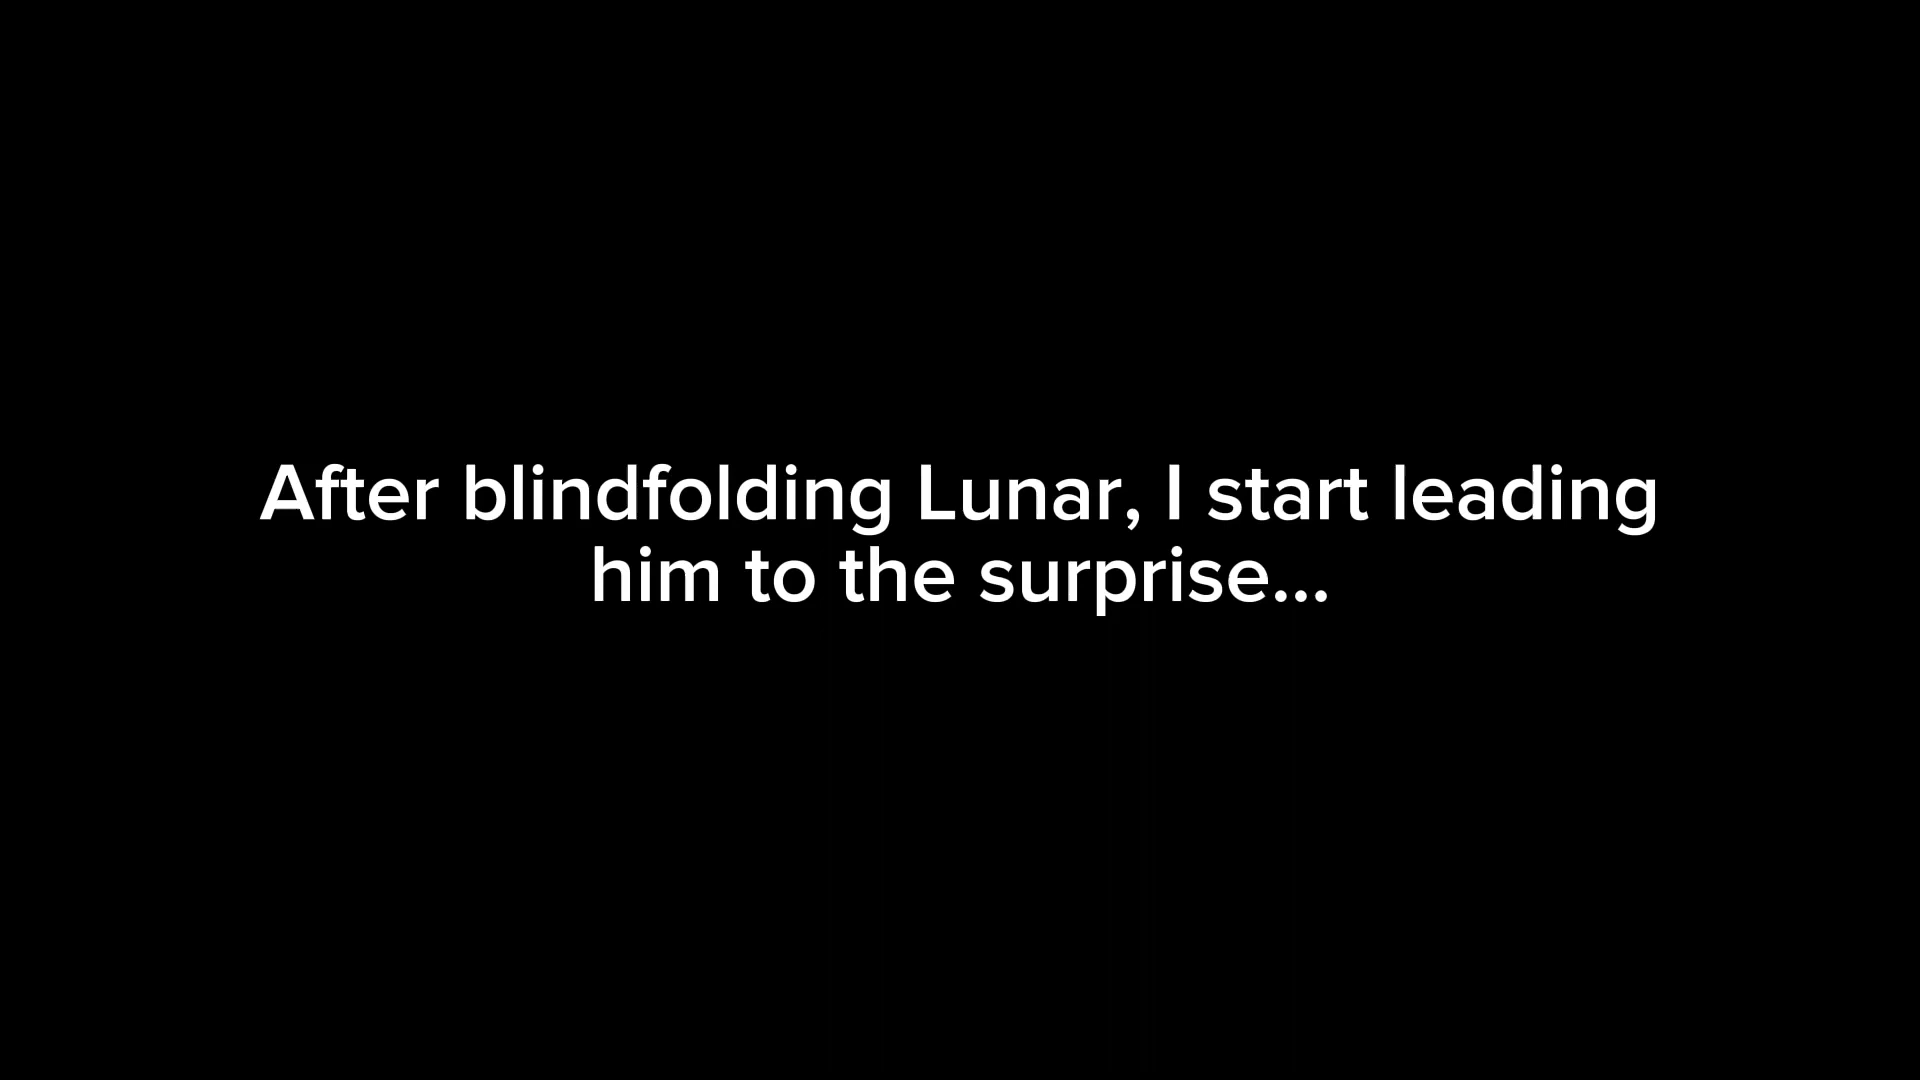 After blindfolding Lunar, I start leading
him to the surprise...